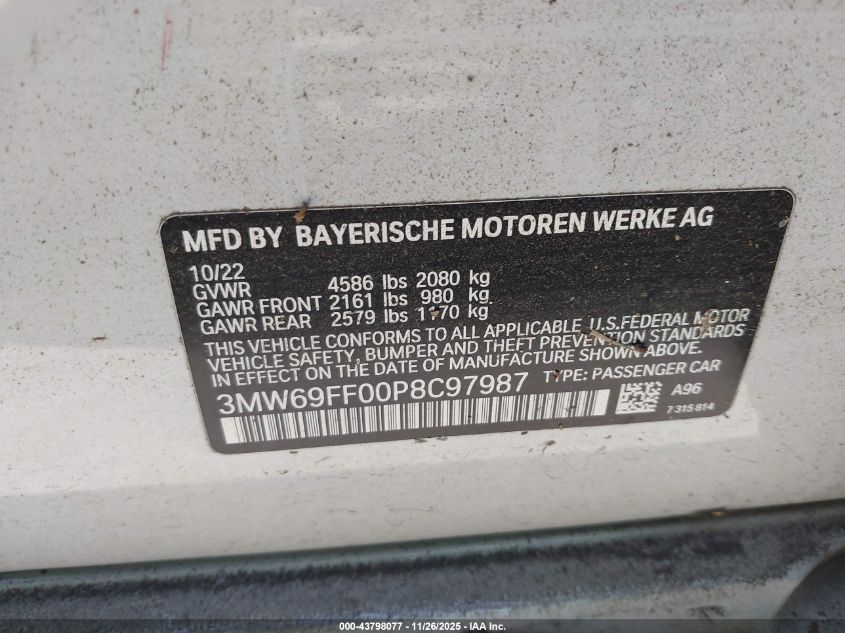 MFD BY BAYERISCHE MOTOREN WERKE AG
10/22
GVWR 4586 lbs 2080 kg
GAWR FRONT 2161 lbs 980 kg
GAWR REAR 2579 lbs 1170 kg
THIS VEHICLE CONFORMS TO ALL APPLICABLE U.S.FEDERAL MOTOR
VEHICLE SAFETY, BUMPER AND THEFT PREVENTION STANDARDS
IN EFFECT ON THE DATE OF MANUFACTURE SHOWN ABOVE.
3MW69FF00P8C97987 TYPE: PASSENGER CAR
A96
7 315 814
000-43798077 - 11/26/2025 - IAA Inc.